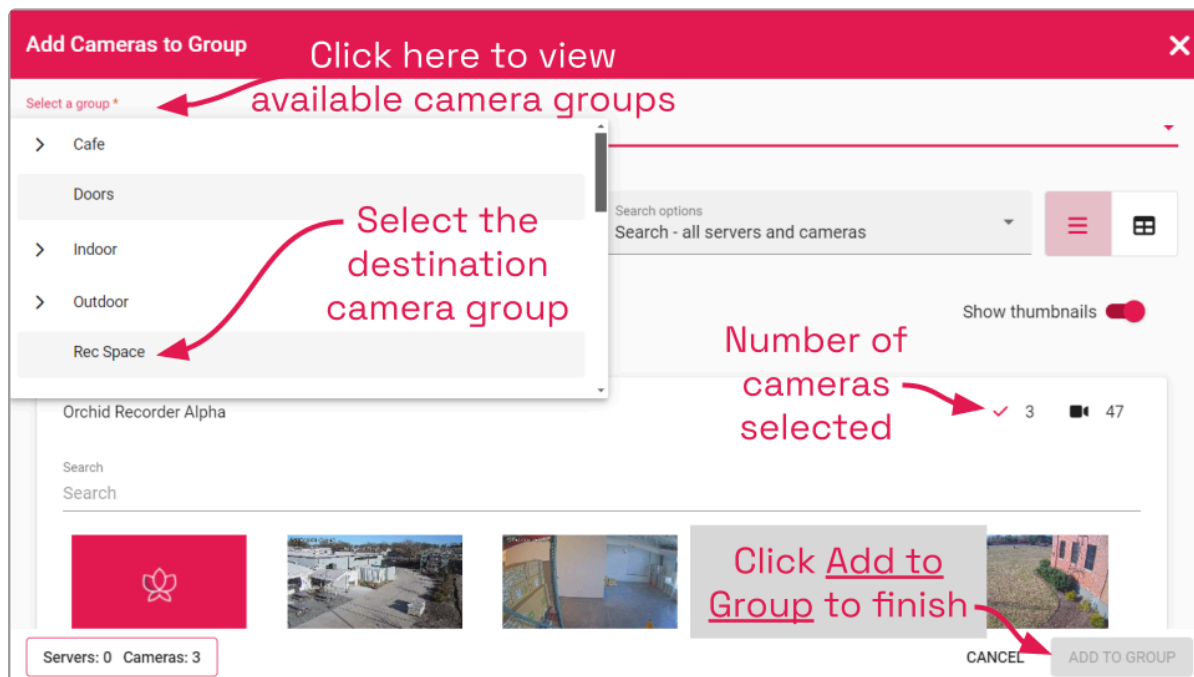 Add Cameras to Group
Click here to view
available camera groups
Select a group *
Cafe
Doors
Indoor
Outdoor
Rec Space
Select the
destination
camera group
Search options
Search - all servers and cameras
Show thumbnails
Number of
cameras
selected
Orchid Recorder Alpha
3
47
Search
Search
Click Add to
Group to finish
Servers: 0 Cameras: 3
CANCEL
ADD TO GROUP